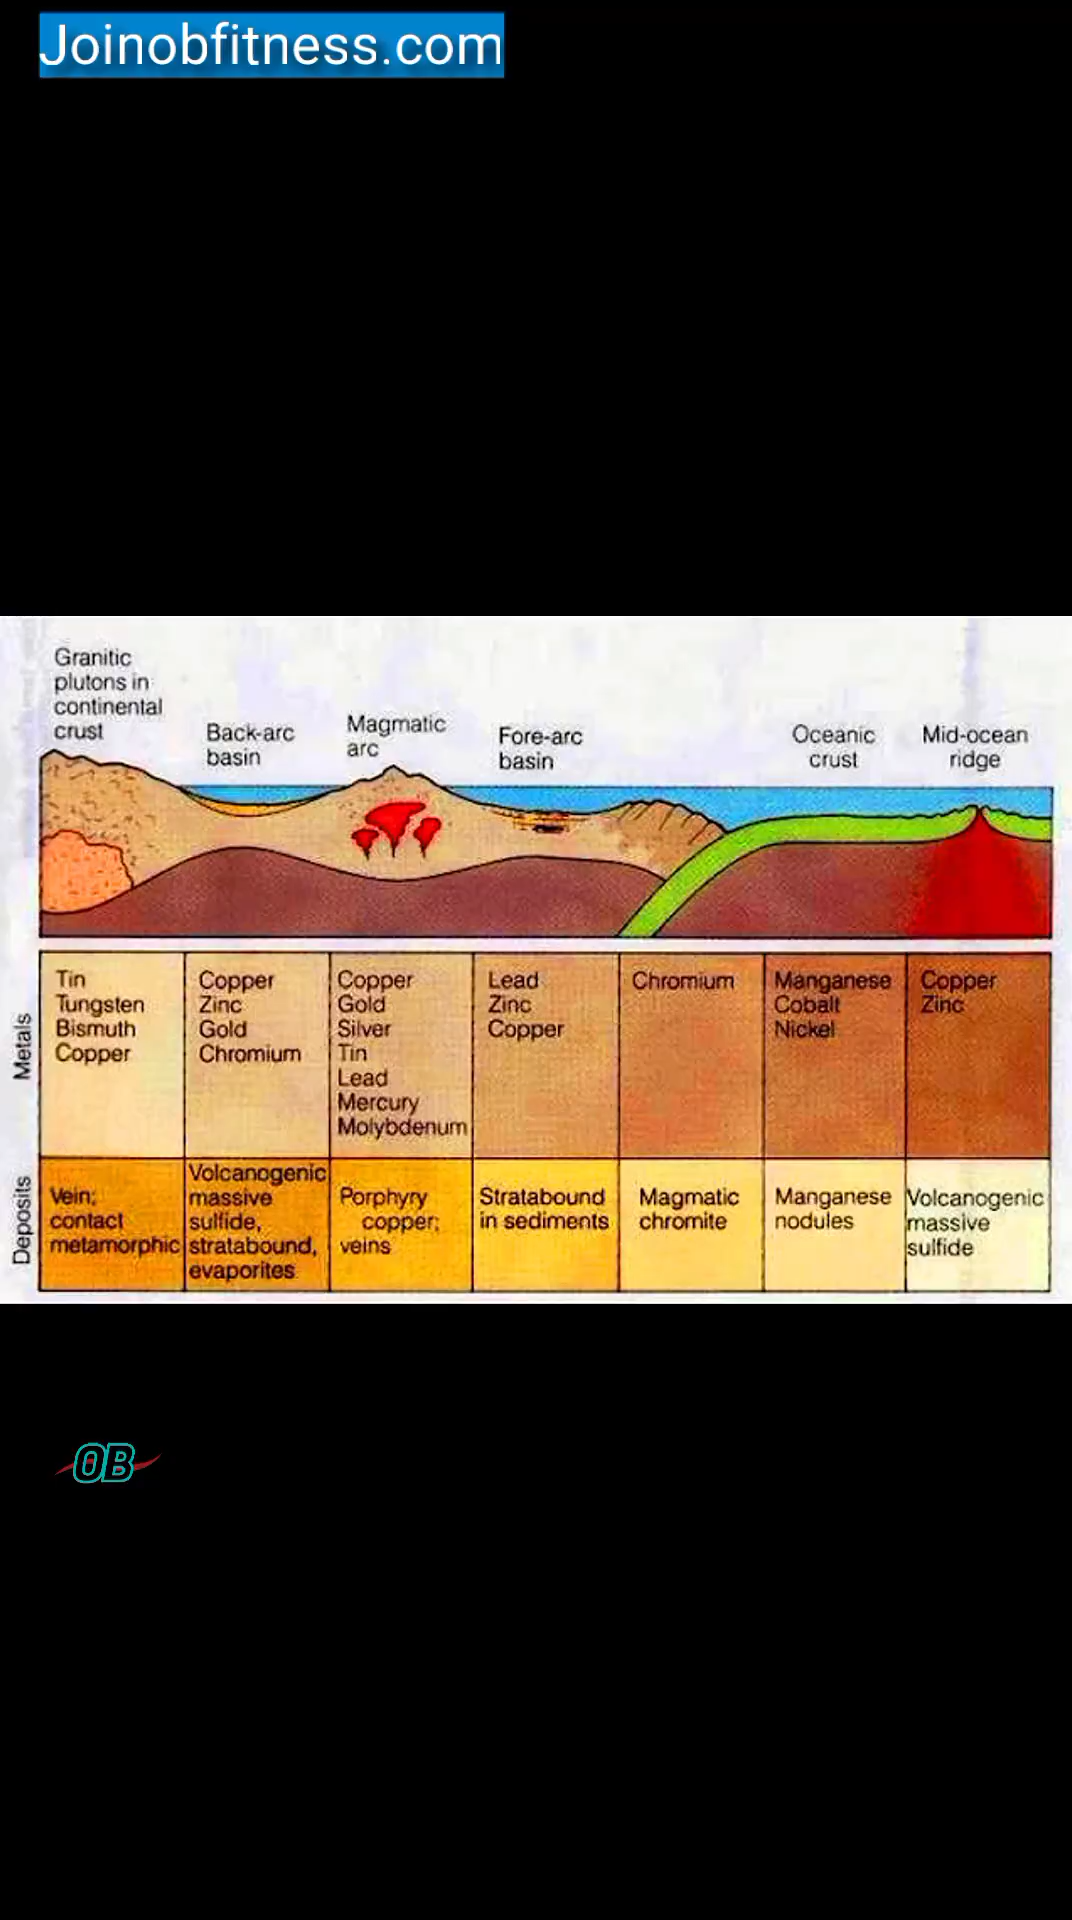 Joinobfitness.com
Granitic
plutons in
continental
crust
Back-arc
basin
Magmatic
arc
Fore-arc
basin
Oceanic
crust
Mid-ocean
ridge
Metals
Tin
Tungsten
Bismuth
Copper
Copper
Zinc
Gold
Chromium
Copper
Gold
Silver
Tin
Lead
Mercury
Molybdenum
Lead
Zinc
Copper
Chromium
Manganese
Cobalt
Nickel
Copper
Zinc
Deposits
Vein;
contact
metamorphic
Volcanogenic
massive
sulfide,
stratabound,
evaporites
Porphyry
copper;
veins
Stratabound
in sediments
Magmatic
chromite
Manganese
nodules
Volcanogenic
massive
sulfide
OB